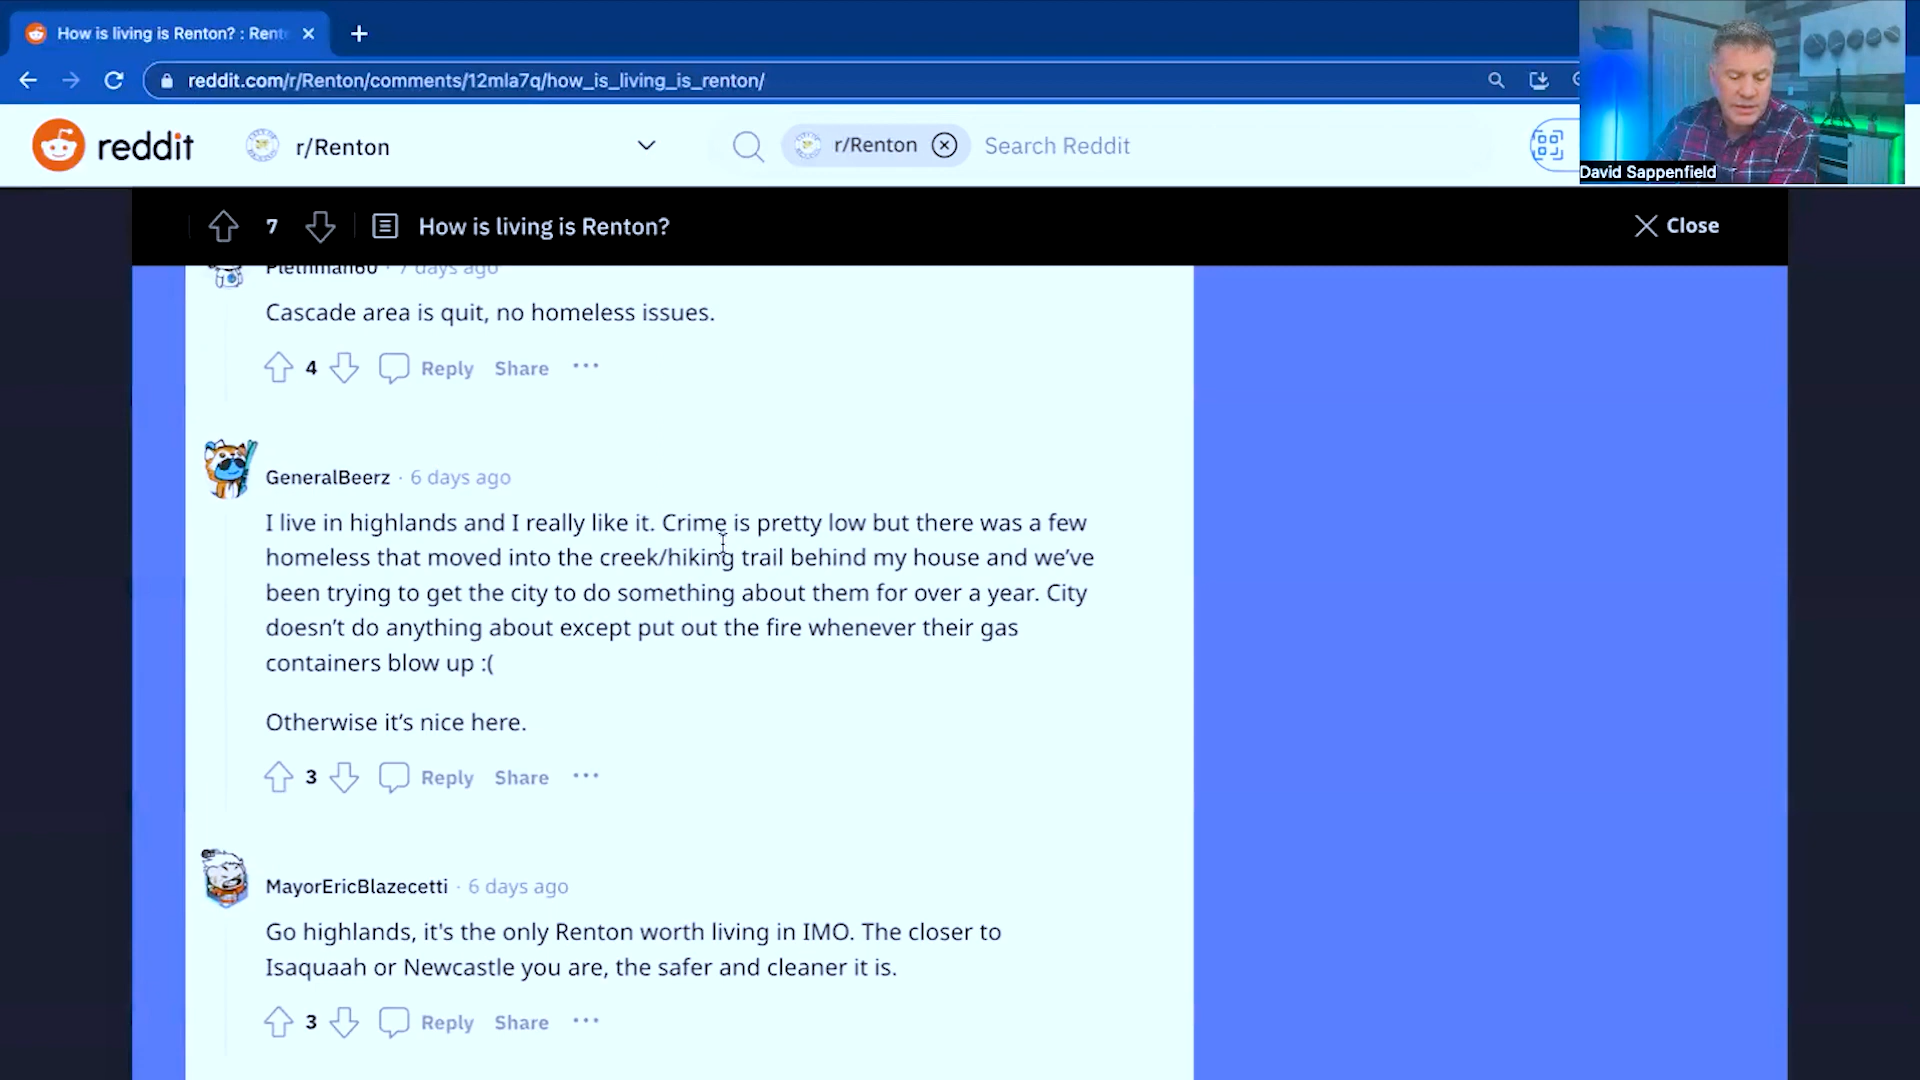 How is living is Renton? : Rent
reddit.com/r/Renton/comments/12mla7q/how_is_living_is_renton/
reddit
r/Renton
r/Renton
Search Reddit
David Sappenfield
7
How is living is Renton?
Close
7 days ago
Cascade area is quit, no homeless issues.
4 Reply Share
GeneralBeerz · 6 days ago
I live in highlands and I really like it. Crime is pretty low but there was a few
homeless that moved into the creek/hiking trail behind my house and we’ve
been trying to get the city to do something about them for over a year. City
doesn’t do anything about except put out the fire whenever their gas
containers blow up :(
Otherwise it’s nice here.
3 Reply Share
MayorEricBlazecetti · 6 days ago
Go highlands, it's the only Renton worth living in IMO. The closer to
Isaquaah or Newcastle you are, the safer and cleaner it is.
3 Reply Share